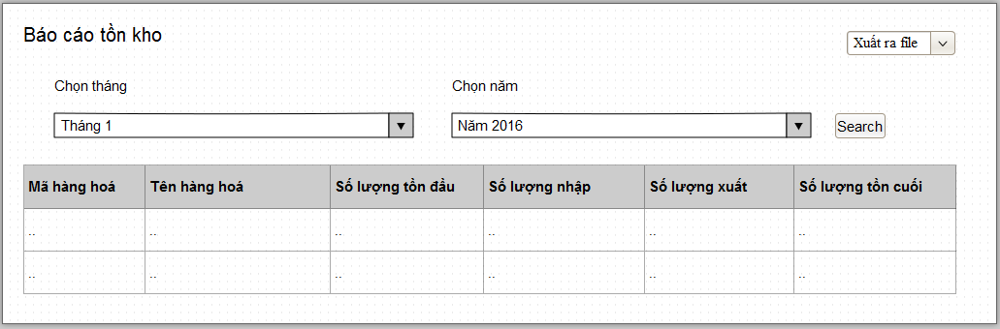 Báo cáo tồn kho
Xuất ra file
Chọn tháng Chọn năm
Tháng 1 Năm 2016 Search
Mã hàng hoá Tên hàng hoá Số lượng tồn đầu Số lượng nhập Số lượng xuất Số lượng tồn cuối
.. .. .. .. .. ..
.. .. .. .. .. ..